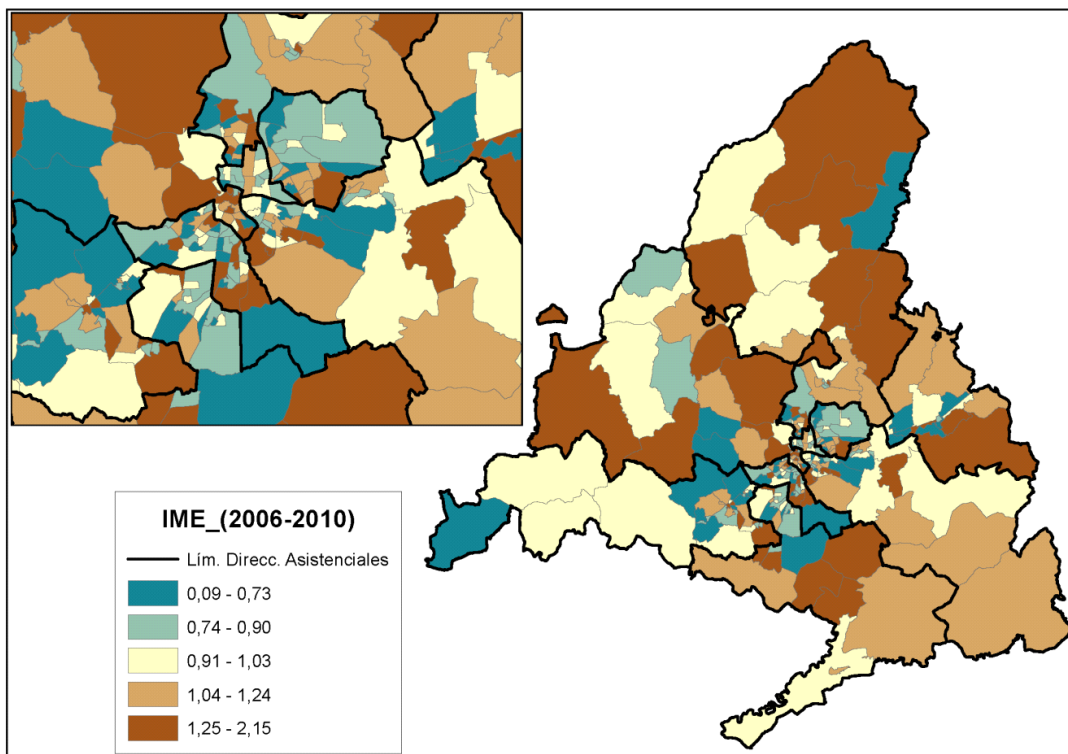 IME_(2006-2010)
Lím. Direcc. Asistenciales
0,09 - 0,73
0,74 - 0,90
0,91 - 1,03
1,04 - 1,24
1,25 - 2,15